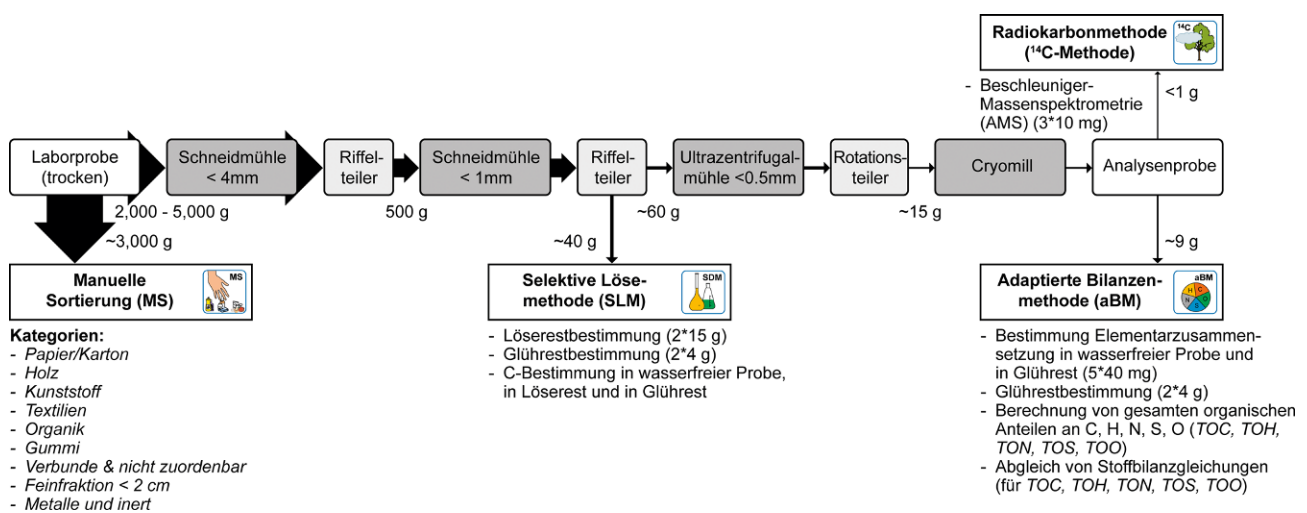 Radiokarbonmethode
(¹⁴C-Methode)
¹⁴C
- Beschleuniger-
Massenspektrometrie
(AMS) (3*10 mg)
<1 g
Laborprobe
(trocken)
Schneidmühle
< 4mm
Riffel-
teiler
Schneidmühle
< 1mm
Riffel-
teiler
Ultrazentrifugal-
mühle <0.5mm
Rotations-
teiler
Cryomill
Analysenprobe
2,000 - 5,000 g
500 g
~60 g
~15 g
~3,000 g
~40 g
~9 g
Manuelle
Sortierung (MS)
MS
Kategorien:
- Papier/Karton
- Holz
- Kunststoff
- Textilien
- Organik
- Gummi
- Verbunde & nicht zuordenbar
- Feinfraktion < 2 cm
- Metalle und inert
Selektive Löse-
methode (SLM)
SDM
- Löserestbestimmung (2*15 g)
- Glührestbestimmung (2*4 g)
- C-Bestimmung in wasserfreier Probe,
in Löserest und in Glührest
Adaptierte Bilanzen-
methode (aBM)
aBM
H C
N O
S
- Bestimmung Elementarzusammen-
setzung in wasserfreier Probe und
in Glührest (5*40 mg)
- Glührestbestimmung (2*4 g)
- Berechnung von gesamten organischen
Anteilen an C, H, N, S, O (TOC, TOH,
TON, TOS, TOO)
- Abgleich von Stoffbilanzgleichungen
(für TOC, TOH, TON, TOS, TOO)